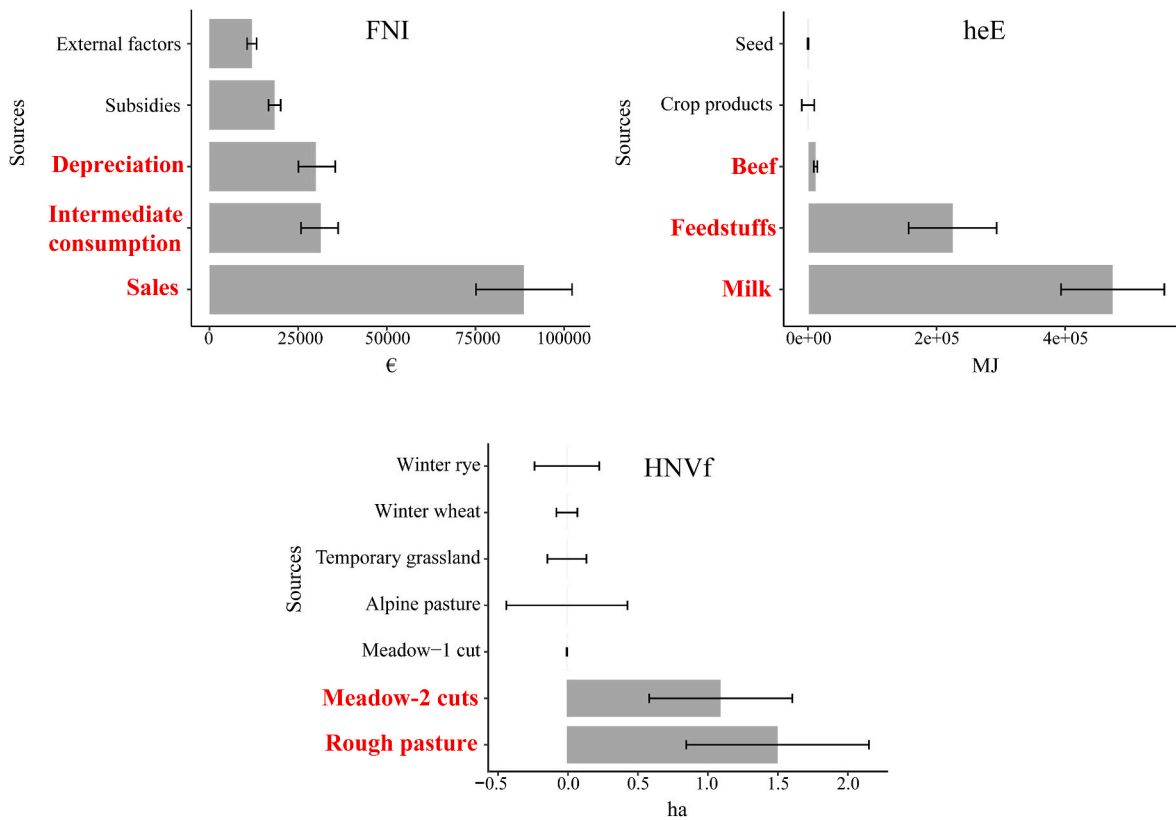 FNI
Sources
External factors
Subsidies
Depreciation
Intermediate
consumption
Sales
0
25000
50000
75000
100000
€
heE
Sources
Seed
Crop products
Beef
Feedstuffs
Milk
0e+00
2e+05
4e+05
MJ
HNVf
Sources
Winter rye
Winter wheat
Temporary grassland
Alpine pasture
Meadow−1 cut
Meadow-2 cuts
Rough pasture
−0.5
0.0
0.5
1.0
1.5
2.0
ha